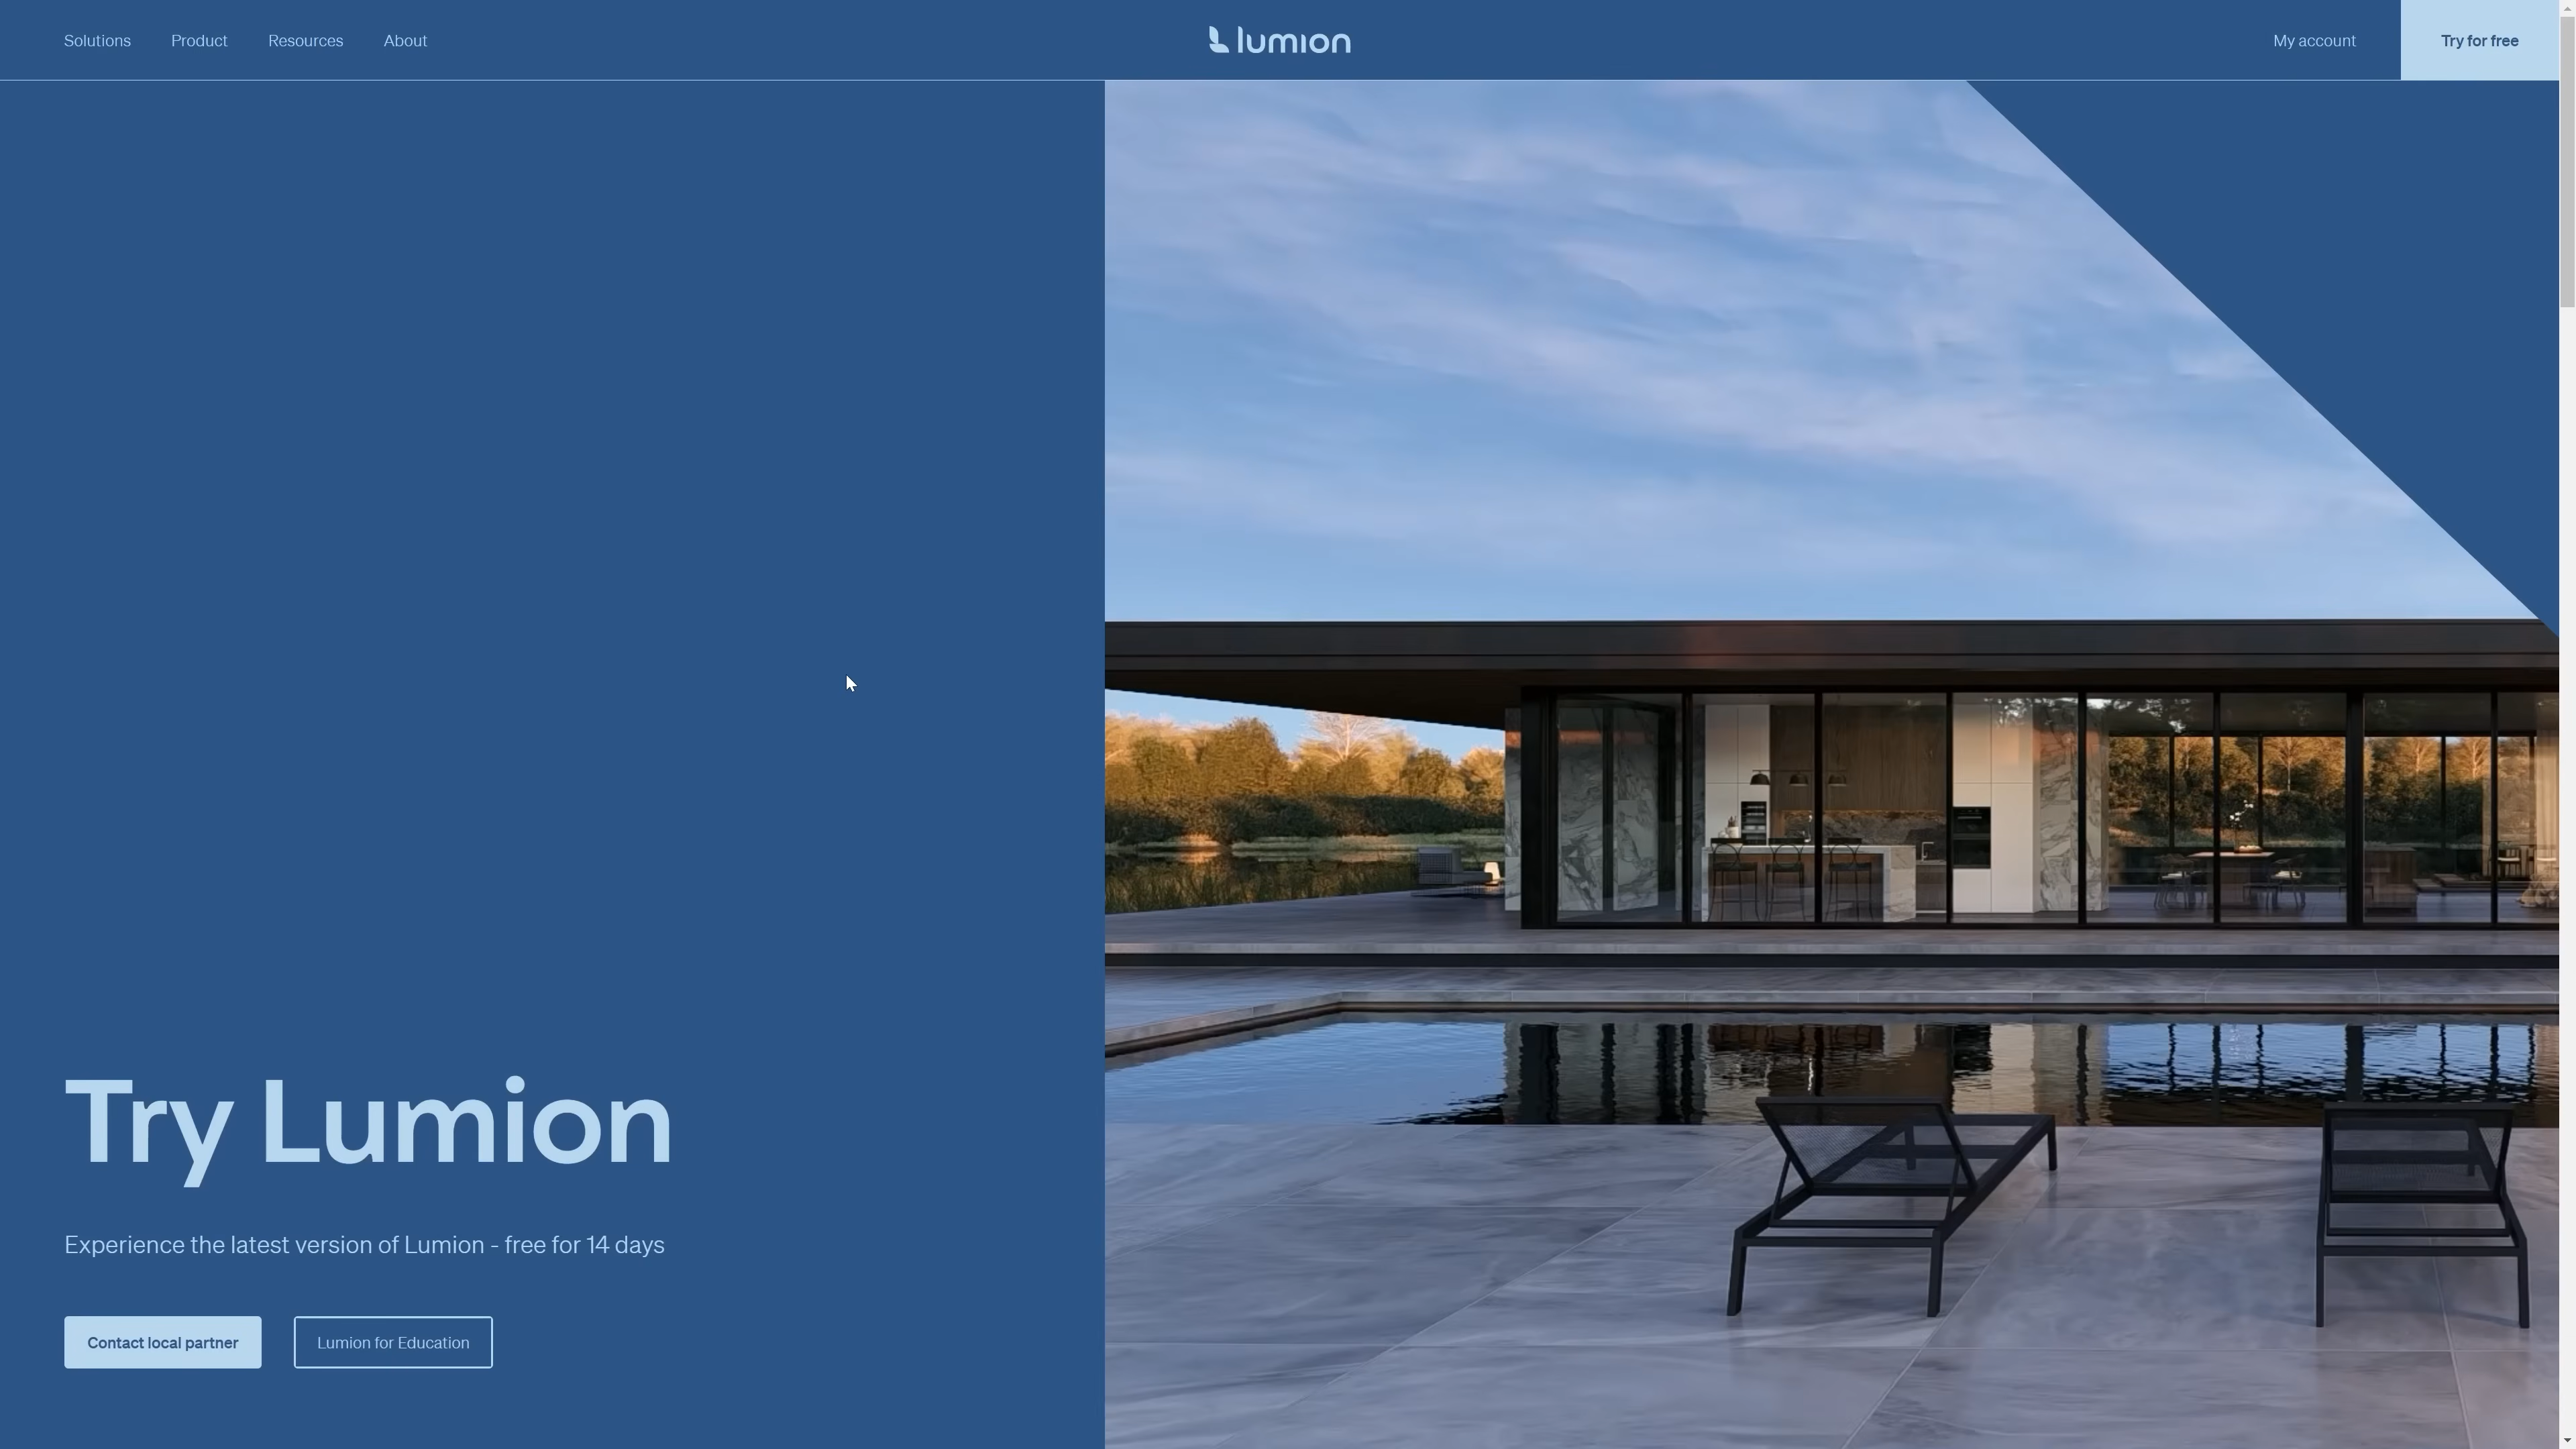 Solutions
Product
Resources
About
lumion
My account
Try for free
Try Lumion
Experience the latest version of Lumion - free for 14 days
Contact local partner
Lumion for Education